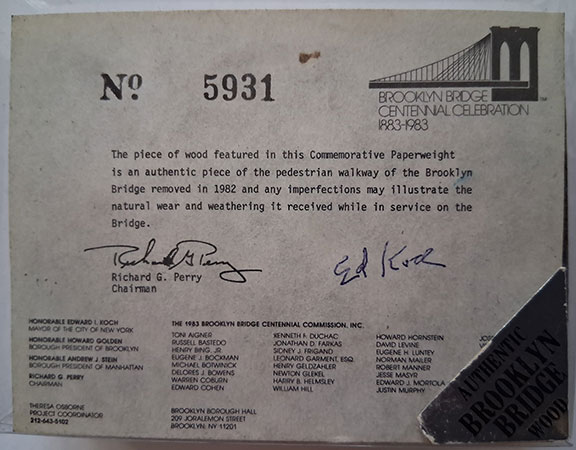 Nº 5931
BROOKLYN BRIDGE
CENTENNIAL CELEBRATION
1883-1983
The piece of wood featured in this Commemorative Paperweight
is an authentic piece of the pedestrian walkway of the Brooklyn
Bridge removed in 1982 and any imperfections may illustrate the
natural wear and weathering it received while in service on the
Bridge.
Richard G. Perry
Ed Koch
Richard G. Perry
Chairman
HONORABLE EDWARD I. KOCH
MAYOR OF THE CITY OF NEW YORK
HONORABLE HOWARD GOLDEN
BOROUGH PRESIDENT OF BROOKLYN
HONORABLE ANDREW J. STEIN
BOROUGH PRESIDENT OF MANHATTAN
RICHARD G. PERRY
CHAIRMAN
THERESA OSBORNE
PROJECT COORDINATOR
212-643-5102
THE 1983 BROOKLYN BRIDGE CENTENNIAL COMMISSION, INC.
TONI AIGNER
RUSSELL BASTEDO
HENRY BING, JR.
EUGENE J. BOCKMAN
MICHAEL BOTWINICK
DELORES J. BOWENS
WARREN COBURN
EDWARD COHEN
BROOKLYN BOROUGH HALL
209 JORALEMON STREET
BROOKLYN, NY 11201
KENNETH F. DUCHAC
JONATHAN D. FARKAS
SIDNEY J. FRIGAND
LEONARD GARMENT, ESQ.
HENRY GELDZAHLER
NEWTON GLEKEL
HARRY B. HELMSLEY
WILLIAM HILL
HOWARD HORNSTEIN
DAVID LEVINE
EUGENE H. LUNTEY
NORMAN MAILER
ROBERT MANNER
JESSE MASYR
EDWARD J. MORTOLA
JUSTIN MURPHY
AUTHENTIC
BROOKLYN
BRIDGE
WOOD